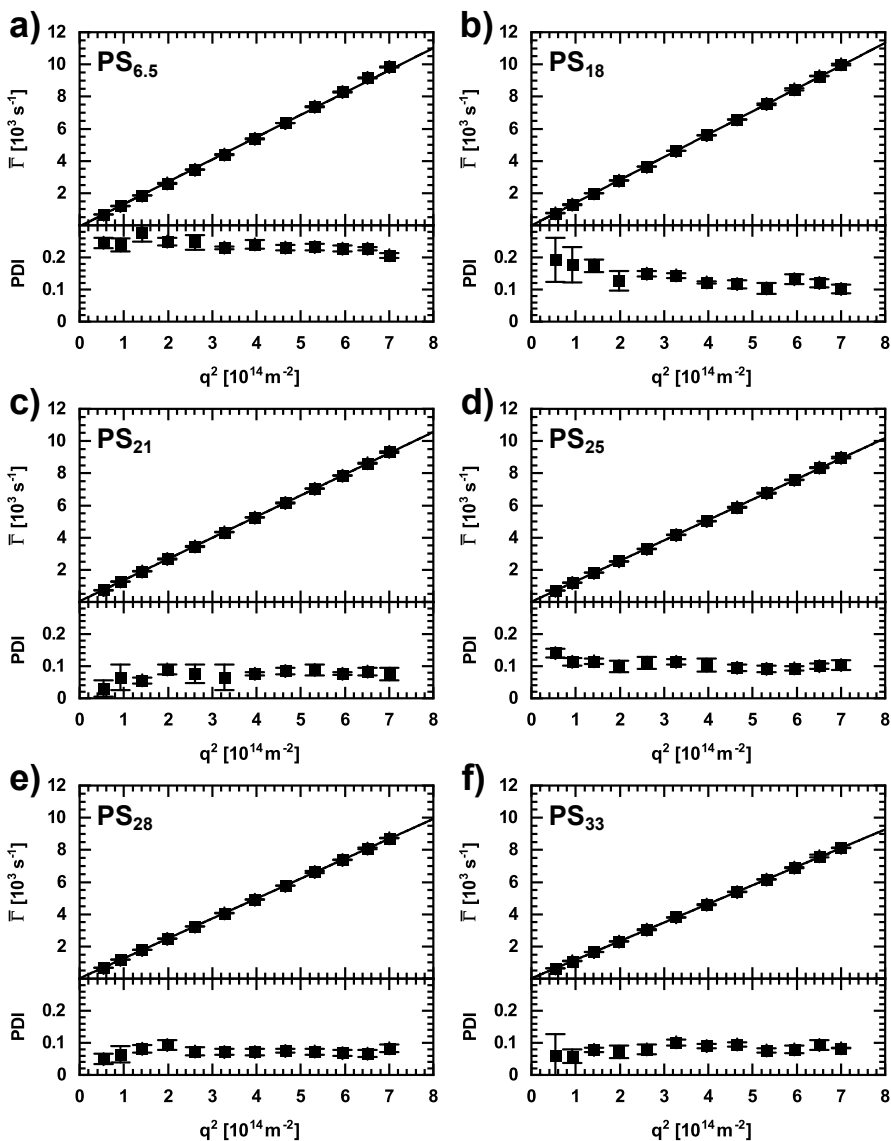 a)
PS6.5
12
10
8
6
4
2
Γ̅ [10³ s⁻¹]
0.2
0.1
0
PDI
0 1 2 3 4 5 6 7 8
q² [10¹⁴ m⁻²]
b)
PS18
12
10
8
6
4
2
Γ̅ [10³ s⁻¹]
0.2
0.1
0
PDI
0 1 2 3 4 5 6 7 8
q² [10¹⁴ m⁻²]
c)
PS21
12
10
8
6
4
2
Γ̅ [10³ s⁻¹]
0.2
0.1
0
PDI
0 1 2 3 4 5 6 7 8
q² [10¹⁴ m⁻²]
d)
PS25
12
10
8
6
4
2
Γ̅ [10³ s⁻¹]
0.2
0.1
0
PDI
0 1 2 3 4 5 6 7 8
q² [10¹⁴ m⁻²]
e)
PS28
12
10
8
6
4
2
Γ̅ [10³ s⁻¹]
0.2
0.1
0
PDI
0 1 2 3 4 5 6 7 8
q² [10¹⁴ m⁻²]
f)
PS33
12
10
8
6
4
2
Γ̅ [10³ s⁻¹]
0.2
0.1
0
PDI
0 1 2 3 4 5 6 7 8
q² [10¹⁴ m⁻²]